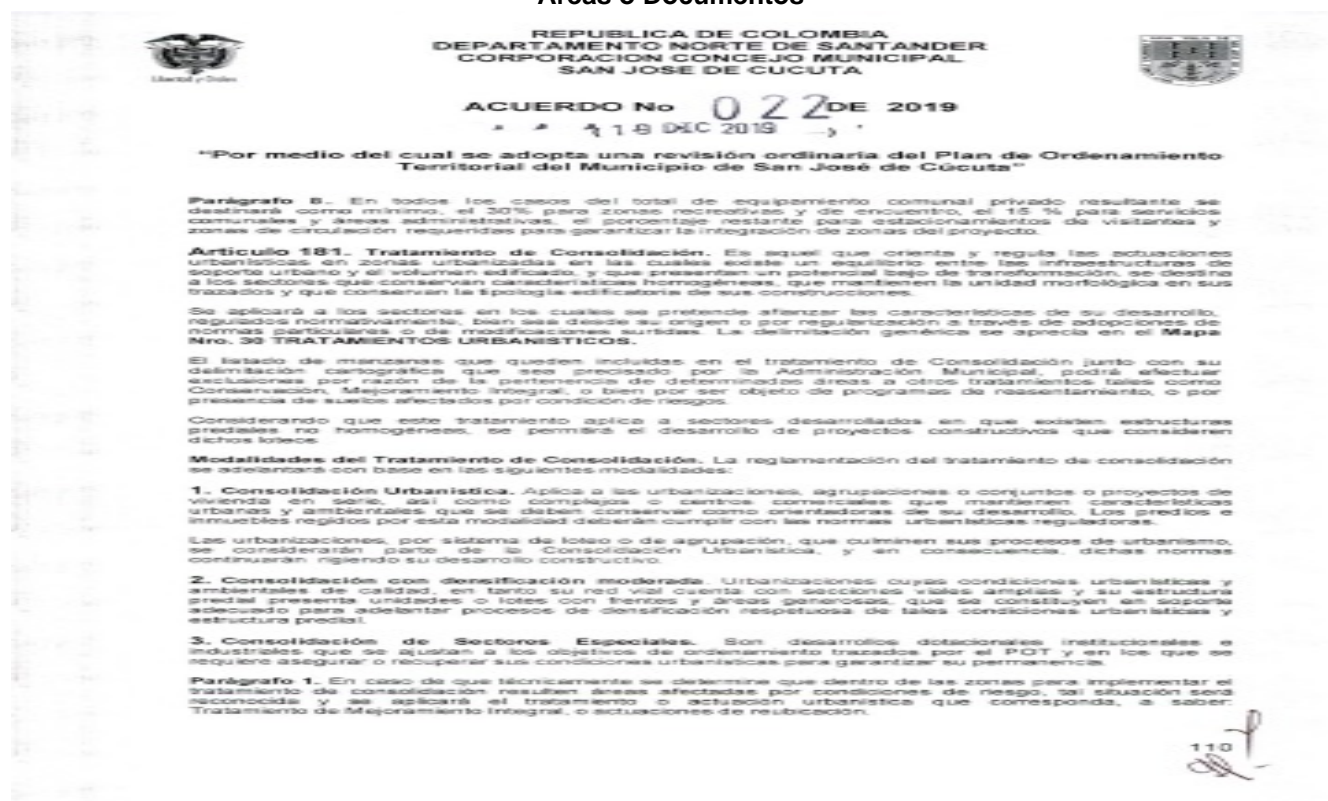 Áreas o Documentos
REPUBLICA DE COLOMBIA
DEPARTAMENTO NORTE DE SANTANDER
CORPORACION CONCEJO MUNICIPAL
SAN JOSE DE CUCUTA
Libertad y Orden
ACUERDO No 022 DE 2019
18 DIC 2019
"Por medio del cual se adopta una revisión ordinaria del Plan de Ordenamiento
Territorial del Municipio de San José de Cúcuta"
Parágrafo 8. En todos los casos del total de equipamiento comunal privado resultante se
destinará como mínimo, el 30% para zonas recreativas y de encuentro, el 15 % para servicios
comunales y áreas administrativas, el porcentaje restante para estacionamientos de visitantes y
zonas de circulación requeridas para garantizar la integración de zonas del proyecto.
Artículo 181. Tratamiento de Consolidación. Es aquel que orienta y regula las actuaciones
urbanísticas en zonas urbanizadas en las cuales existe un equilibrio entre las infraestructuras de
soporte urbano y el volumen edificado, y que presentan un potencial bajo de transformación, se destina
a los sectores que conservan características homogéneas, que mantienen la unidad morfológica en sus
trazados y que conservan la tipología edificatoria de sus construcciones.
Se aplicará a los sectores en los cuales se pretende afianzar las características de su desarrollo,
regulados normativamente, bien sea desde su origen o por regularización a través de adopciones de
normas particulares o de modificaciones surtidas. La delimitación genérica se aprecia en el Mapa
Nro. 30 TRATAMIENTOS URBANISTICOS.
El listado de manzanas que queden incluidas en el tratamiento de Consolidación junto con su
delimitación cartográfica que sea precisado por la Administración Municipal, podrá efectuar
exclusiones por razón de la pertenencia de determinadas áreas a otros tratamientos tales como
Conservación, Mejoramiento Integral, o bien por ser objeto de programas de reasentamiento, o por
presencia de suelos afectados por condición de riesgos.
Considerando que este tratamiento aplica a sectores desarrollados en que existen estructuras
prediales no homogéneas, se permitirá el desarrollo de proyectos constructivos que consideren
dichos loteos
Modalidades del Tratamiento de Consolidación. La reglamentación del tratamiento de consolidación
se adelantará con base en las siguientes modalidades:
1. Consolidación Urbanística. Aplica a las urbanizaciones, agrupaciones o conjuntos o proyectos de
vivienda en serie, así como complejos o centros comerciales que mantienen características
urbanas y ambientales que se deben conservar como orientadoras de su desarrollo. Los predios e
inmuebles regidos por esta modalidad deberán cumplir con las normas urbanísticas reguladoras.
Las urbanizaciones, por sistema de loteo o de agrupación, que culminen sus procesos de urbanismo,
se considerarán parte de la Consolidación Urbanística, y en consecuencia, dichas normas
continuarán rigiendo su desarrollo constructivo.
2. Consolidación con densificación moderada. Urbanizaciones cuyas condiciones urbanísticas y
ambientales de calidad, en tanto su red vial cuenta con secciones viales amplias y su estructura
predial presenta unidades o lotes con frentes y áreas generosas, que se constituyen en soporte
adecuado para adelantar procesos de densificación respetuosa de tales condiciones urbanísticas y
estructura predial.
3. Consolidación de Sectores Especiales. Son desarrollos dotacionales institucionales e
industriales que se ajustan a los objetivos de ordenamiento trazados por el POT y en los que se
requiere asegurar o recuperar sus condiciones urbanísticas para garantizar su permanencia.
Parágrafo 1. En caso de que técnicamente se determine que dentro de las zonas para implementar el
tratamiento de consolidación resulten áreas afectadas por condiciones de riesgo, tal situación será
reconocida y se aplicará el tratamiento o actuación urbanística que corresponda, a saber:
Tratamiento de Mejoramiento Integral, o actuaciones de reubicación.
110